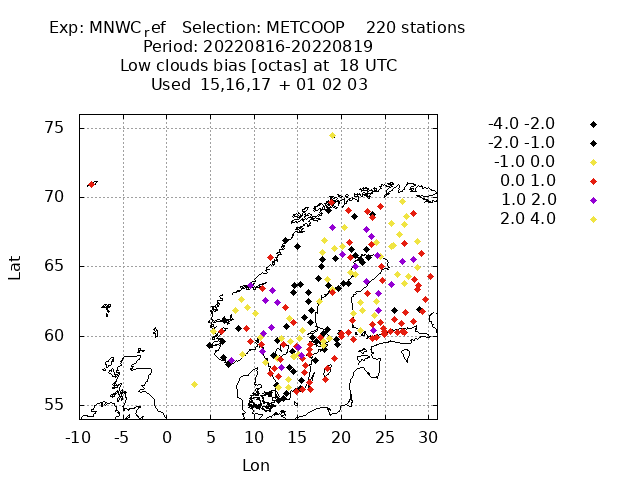 Exp: MNWC_ref Selection: METCOOP 220 stations
Period: 20220816-20220819
Low clouds bias [octas] at 18 UTC
Used 15,16,17 + 01 02 03
-4.0 -2.0
-2.0 -1.0
-1.0 0.0
0.0 1.0
1.0 2.0
2.0 4.0
75
70
65
60
55
Lat
-10 -5 0 5 10 15 20 25 30
Lon